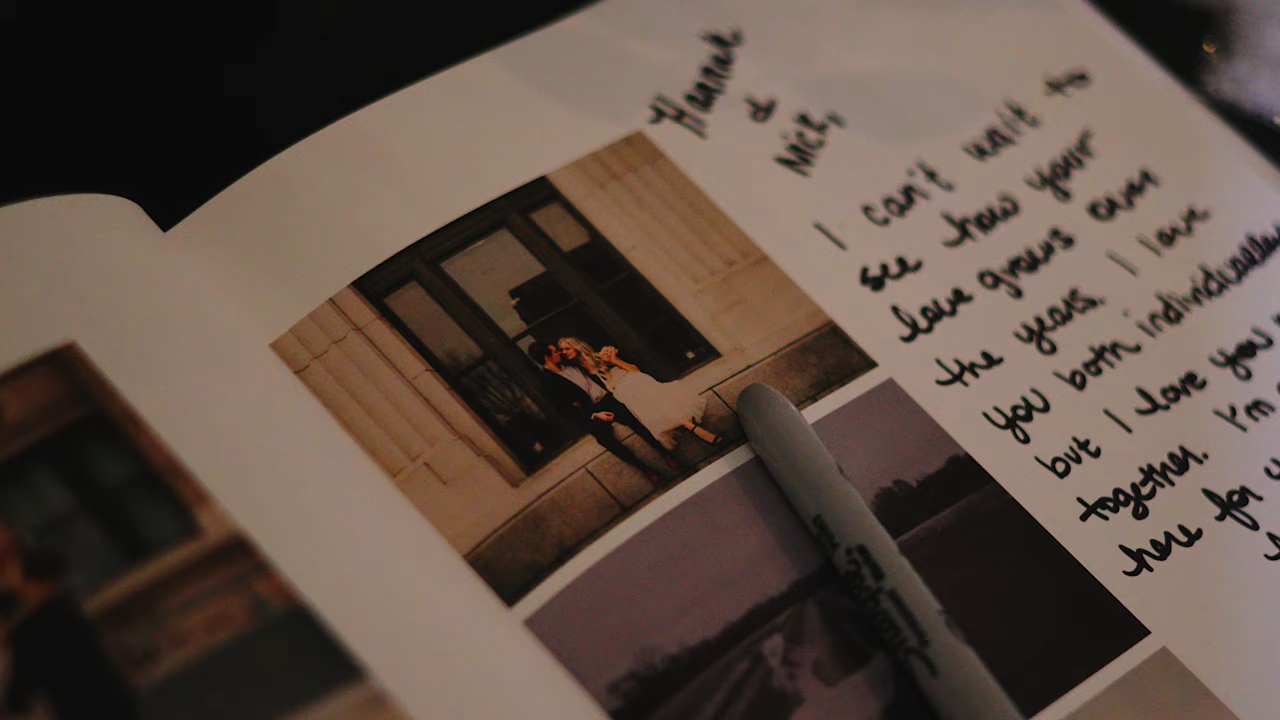 Hannah
&
Nick,
I can't wait to
see how your
love grows over
the years. I love
you both individually
but I love you
together. I'm
here for